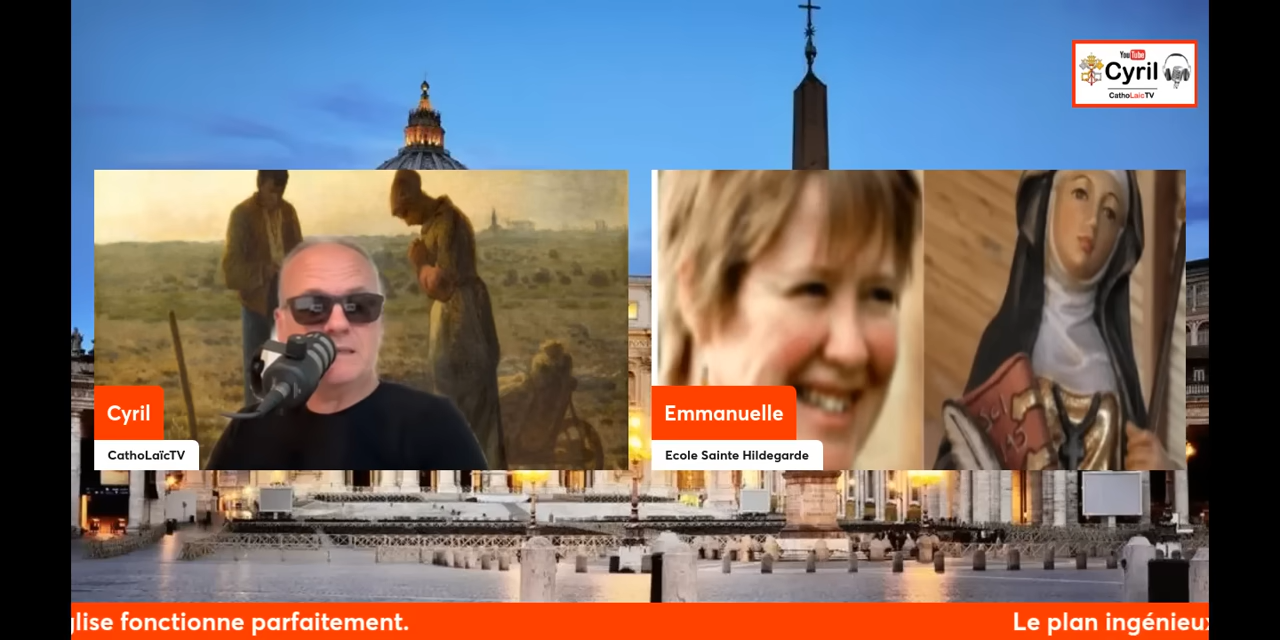 YouTube
Cyril
CathoLaïcTV
Cyril
CathoLaïcTV
Emmanuelle
Ecole Sainte Hildegarde
glise fonctionne parfaitement.
Le plan ingénieux